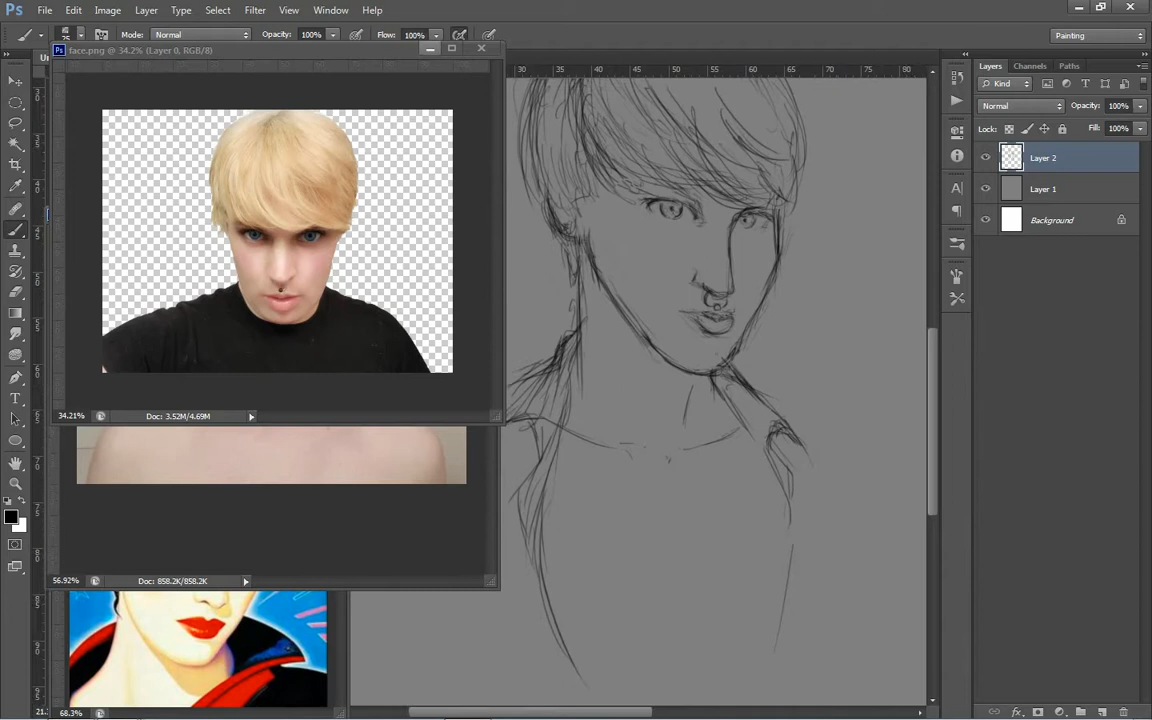 Ps File Edit Image Layer Type Select Filter View Window Help
25 Mode: Normal Opacity: 100% Flow: 100% Painting
Ps face.png @ 34.2% (Layer 0, RGB/8)
30 35 40 45 50 55 60 65 70 75 80
Layers Channels Paths
Kind
Normal Opacity: 100%
Lock: Fill: 100%
Layer 2
Layer 1
Background
34.21% Doc: 3.52M/4.69M
56.92% Doc: 858.2K/858.2K
68.3%